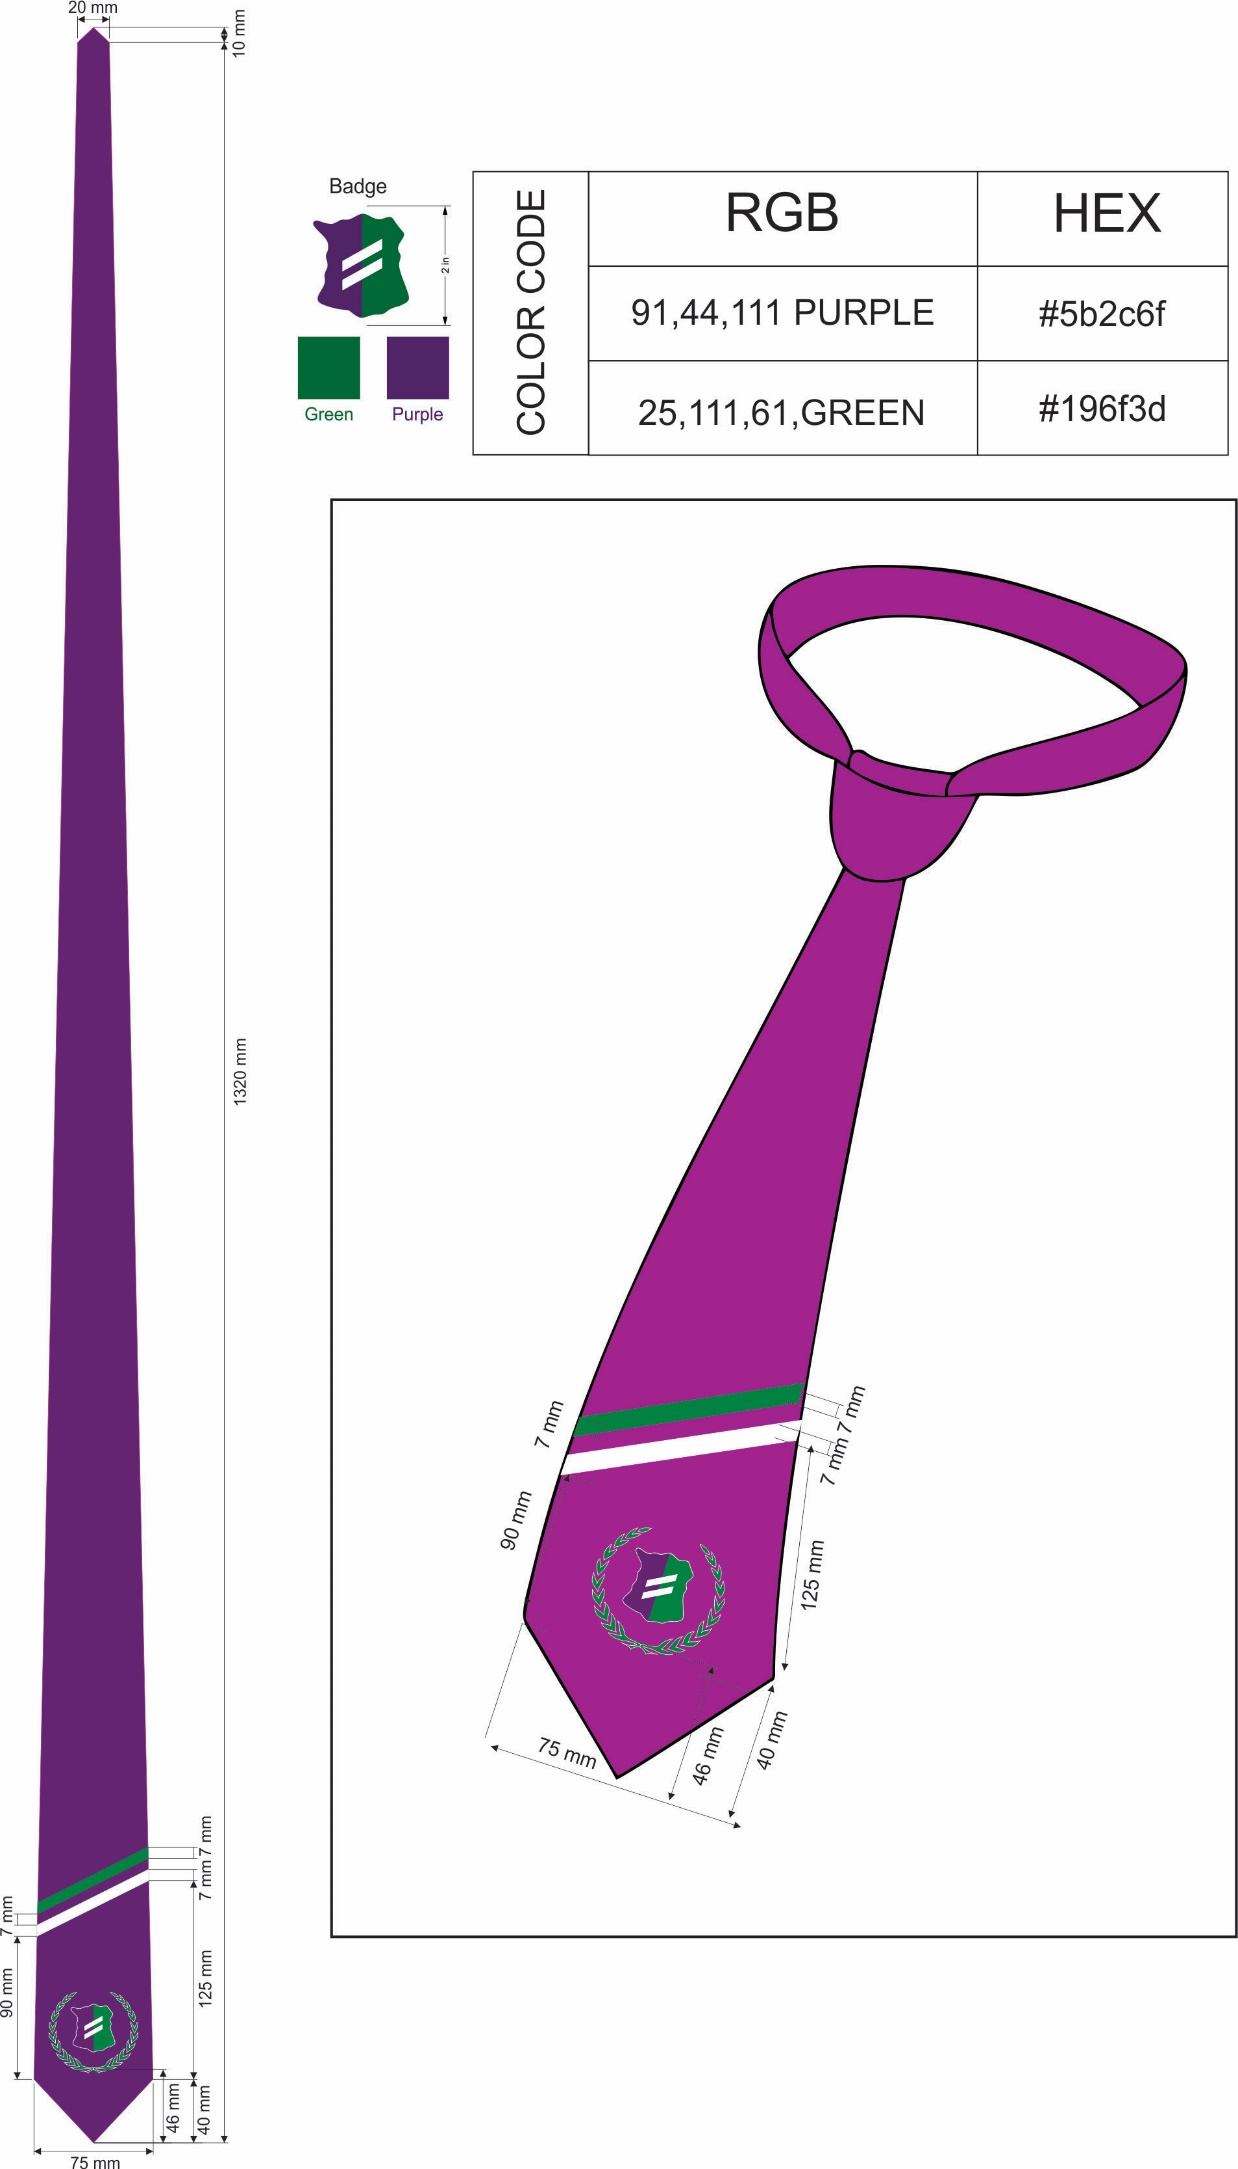 20 mm
10 mm
Badge
2 in
Green
Purple
COLOR CODE
RGB
HEX
91,44,111 PURPLE
#5b2c6f
25,111,61,GREEN
#196f3d
1320 mm
7 mm
7 mm
7 mm
90 mm
125 mm
46 mm
40 mm
75 mm
7 mm
7 mm
7 mm
90 mm
125 mm
75 mm
46 mm
40 mm